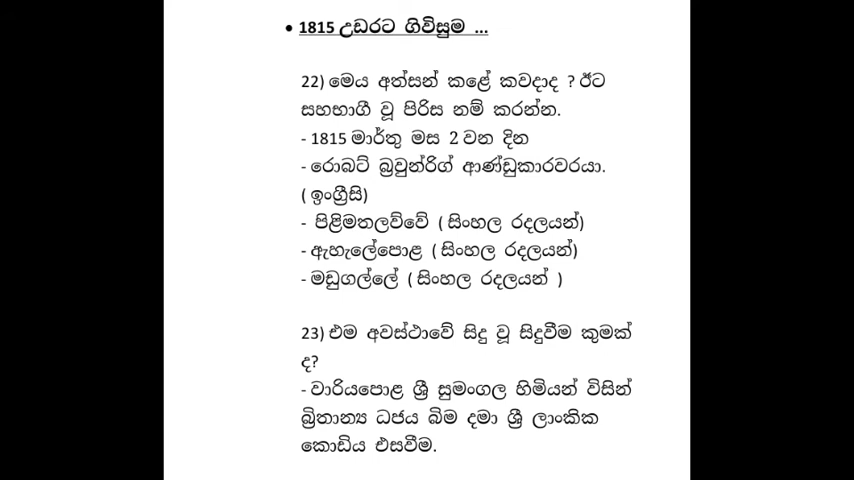 • 1815 උඩරට ගිවිසුම ...
22) මෙය අත්සන් කළේ කවදාද ? ඊට
සහභාගී වූ පිරිස නම් කරන්න.
- 1815 මාර්තු මස 2 වන දින
- රොබට් බ්‍රවුන්රිග් ආණ්ඩුකාරවරයා.
( ඉංග්‍රීසි)
- පිළිමතලව්වේ ( සිංහල රදලයන්)
- ඇහැලේපොළ ( සිංහල රදලයන්)
- මඩුගල්ලේ ( සිංහල රදලයන් )
23) එම අවස්ථාවේ සිදු වූ සිදුවීම කුමක්
ද?
- වාරියපොළ ශ්‍රී සුමංගල හිමියන් විසින්
බ්‍රිතාන්‍ය ධජය බිම දමා ශ්‍රී ලාංකික
කොඩිය එසවීම.